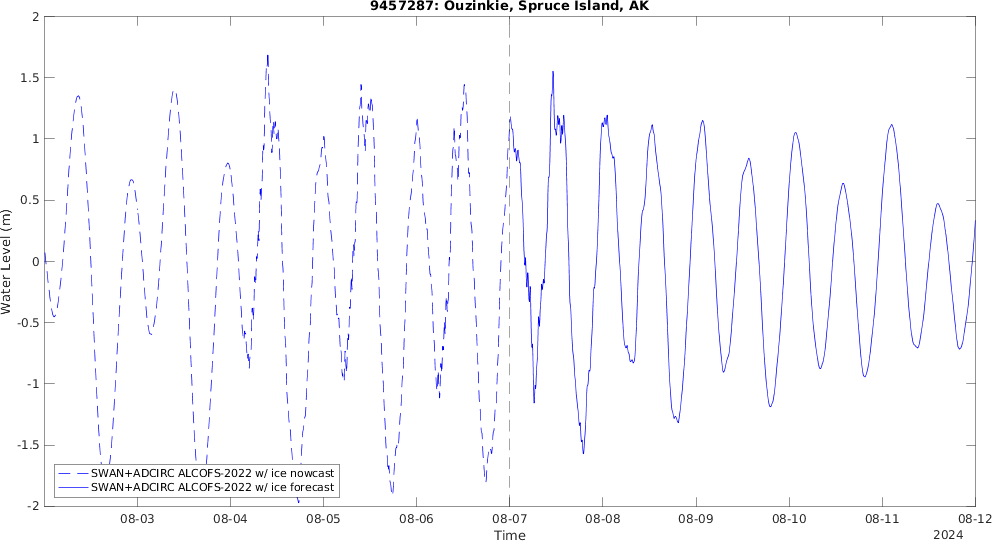 9457287: Ouzinkie, Spruce Island, AK
2
1.5
1
0.5
0
-0.5
-1
-1.5
-2
Water Level (m)
SWAN+ADCIRC ALCOFS-2022 w/ ice nowcast
SWAN+ADCIRC ALCOFS-2022 w/ ice forecast
08-03 08-04 08-05 08-06 08-07 08-08 08-09 08-10 08-11 08-12
Time
2024